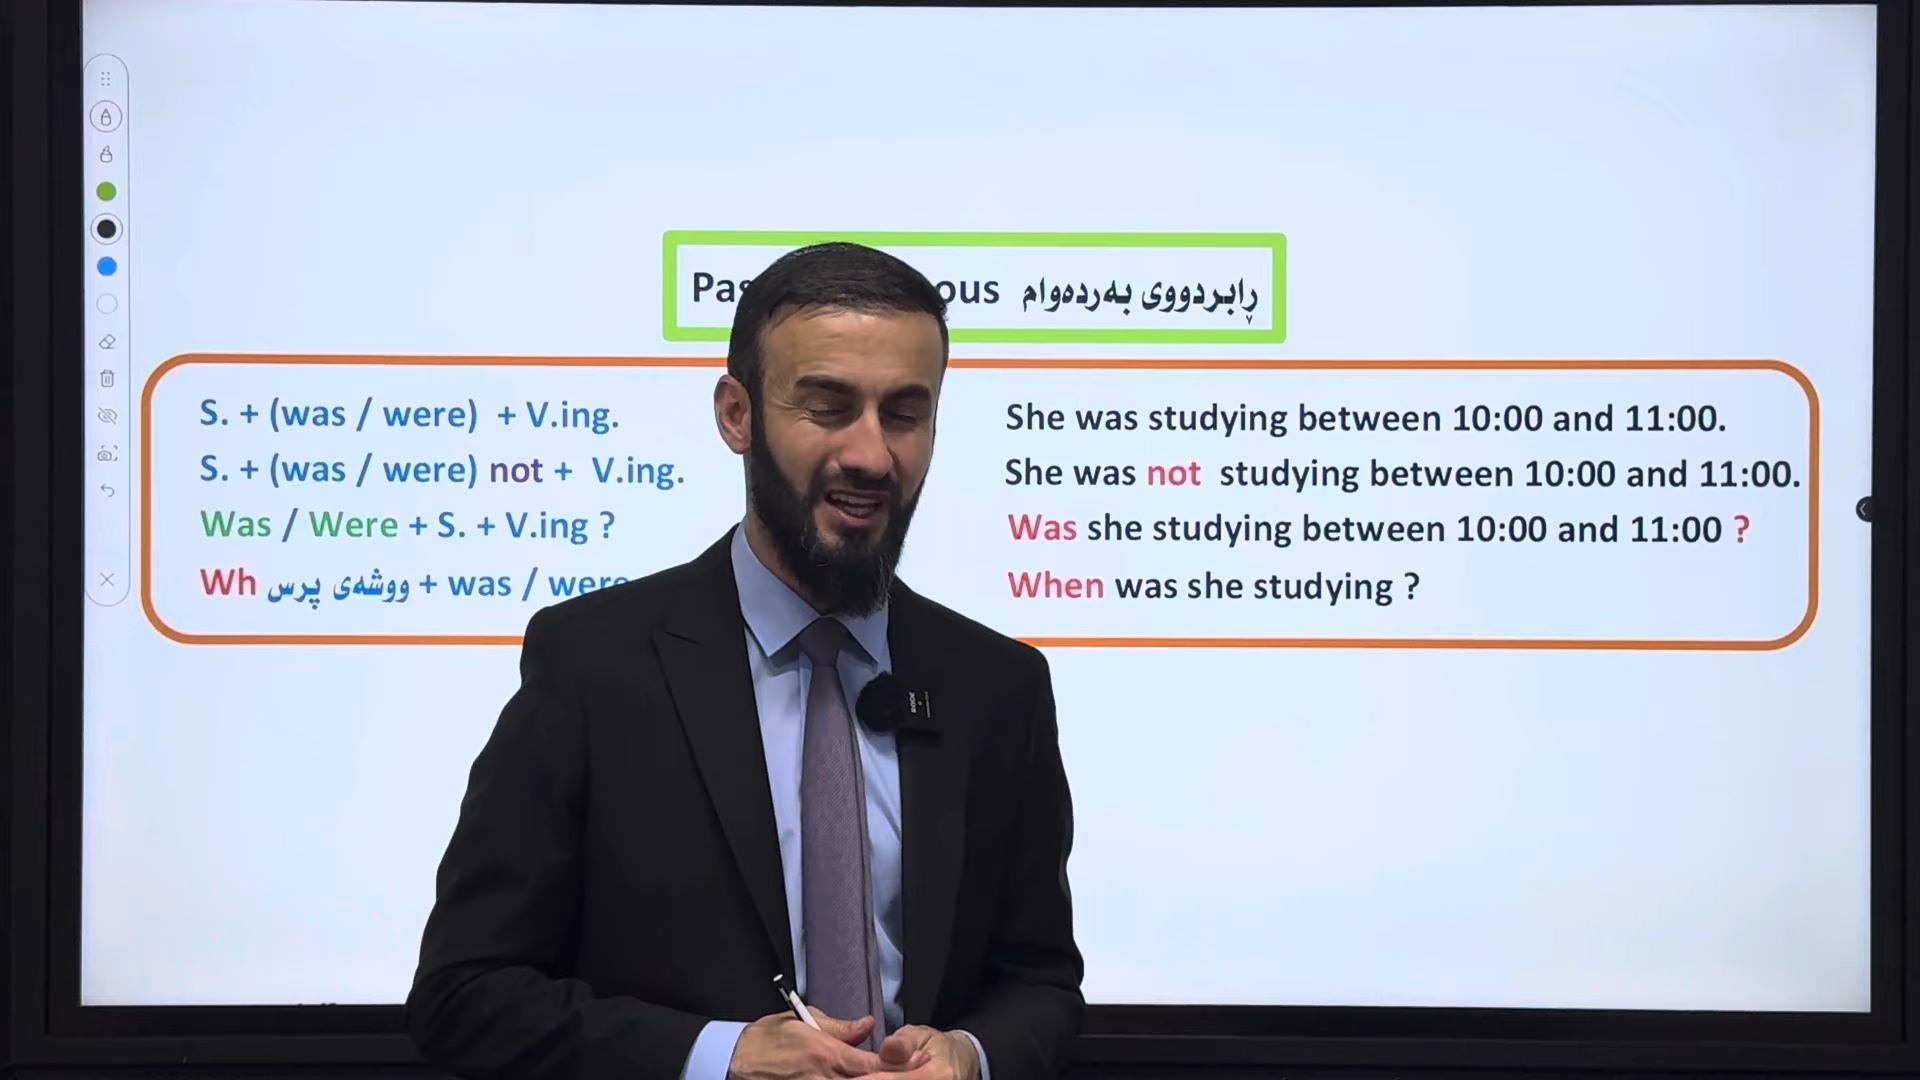 ڕابردووی بەردەوام
S. + (was / were) + V.ing.
S. + (was / were) not + V.ing.
Was / Were + S. + V.ing ?
Wh ووشەی پرس + was / were
She was studying between 10:00 and 11:00.
She was not studying between 10:00 and 11:00.
Was she studying between 10:00 and 11:00 ?
When was she studying ?
RODE